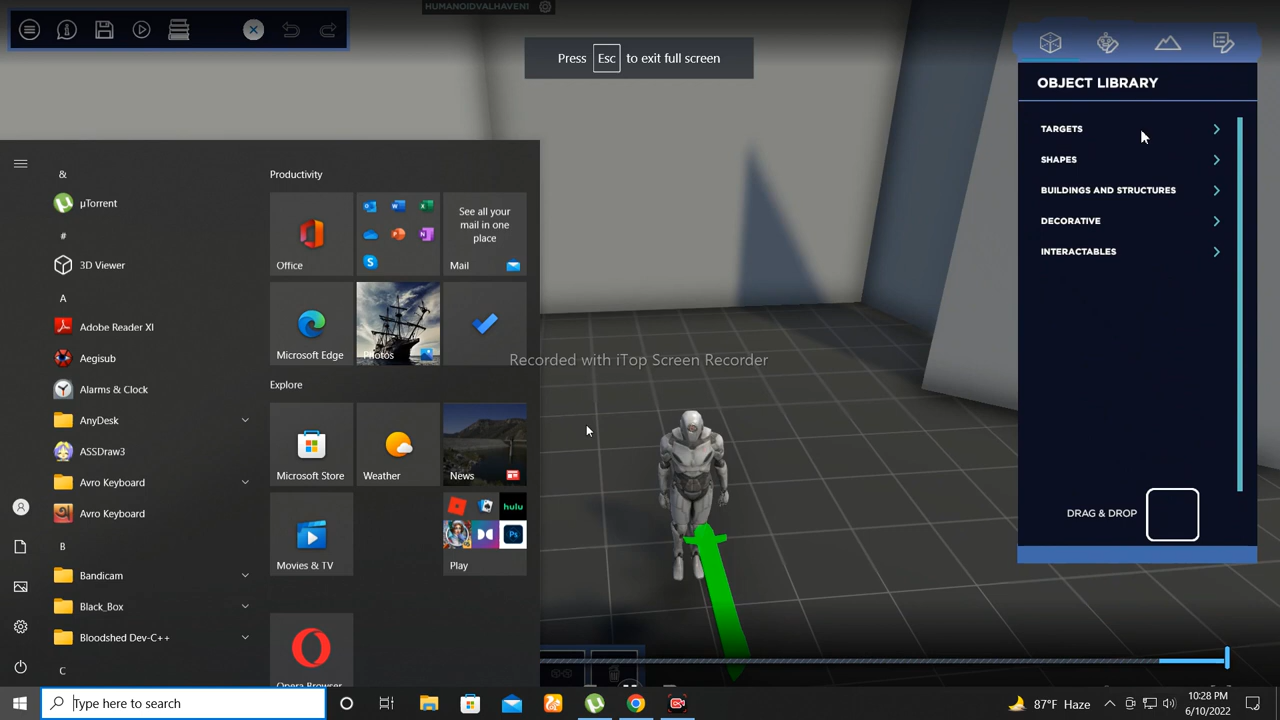 HUMANOIDVALHAVEN1
Press Esc to exit full screen
OBJECT LIBRARY
TARGETS
SHAPES
BUILDINGS AND STRUCTURES
DECORATIVE
INTERACTABLES
DRAG & DROP
Recorded with iTop Screen Recorder
&
µTorrent
#
3D Viewer
A
Adobe Reader XI
Aegisub
Alarms & Clock
AnyDesk
ASSDraw3
Avro Keyboard
Avro Keyboard
B
Bandicam
Black_Box
Bloodshed Dev-C++
C
Productivity
Office
See all your
mail in one
place
Mail
Microsoft Edge
Photos
Explore
Microsoft Store
Weather
News
Movies & TV
hulu
Ps
Play
Opera Browser
Type here to search
87°F Haze
10:28 PM
6/10/2022